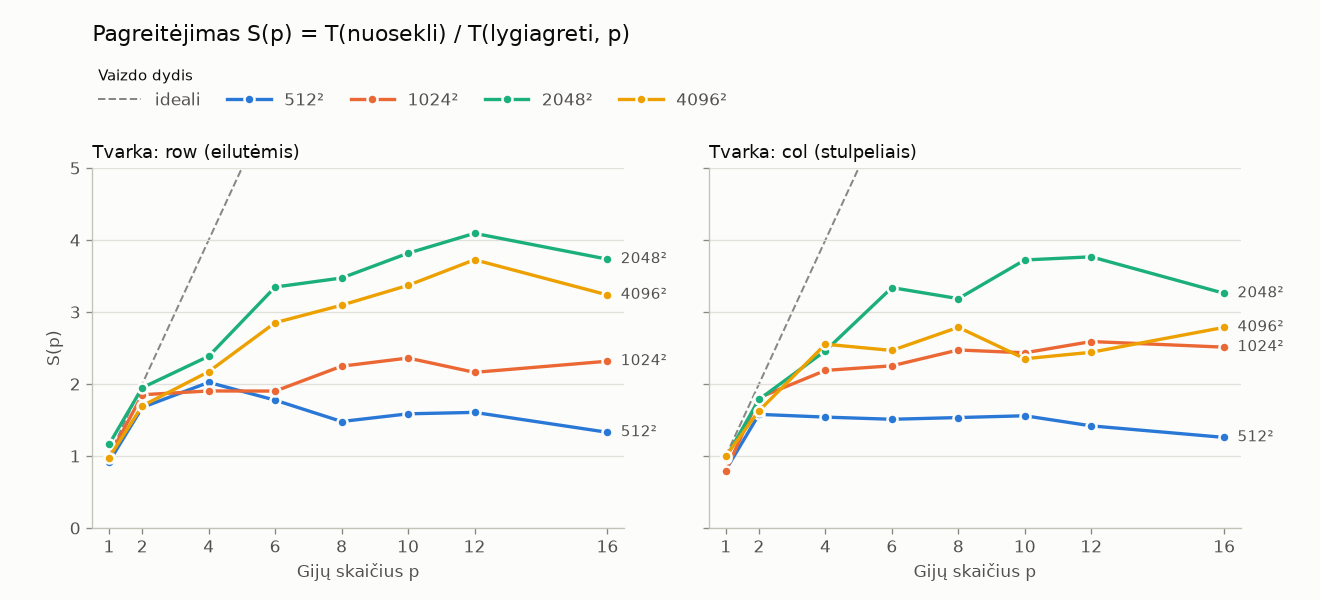 Pagreitėjimas S(p) = T(nuosekli) / T(lygiagreti, p)
Vaizdo dydis
ideali 512² 1024² 2048² 4096²
Tvarka: row (eilutėmis)
5
4
3
2
1
0
S(p)
2048²
4096²
1024²
512²
1 2 4 6 8 10 12 16
Gijų skaičius p
Tvarka: col (stulpeliais)
2048²
4096²
1024²
512²
1 2 4 6 8 10 12 16
Gijų skaičius p